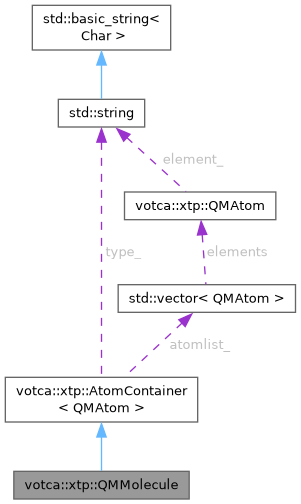 std::basic_string<
Char >
std::string
element_
votca::xtp::QMAtom
type_
elements
std::vector< QMAtom >
atomlist_
votca::xtp::AtomContainer
< QMAtom >
votca::xtp::QMMolecule